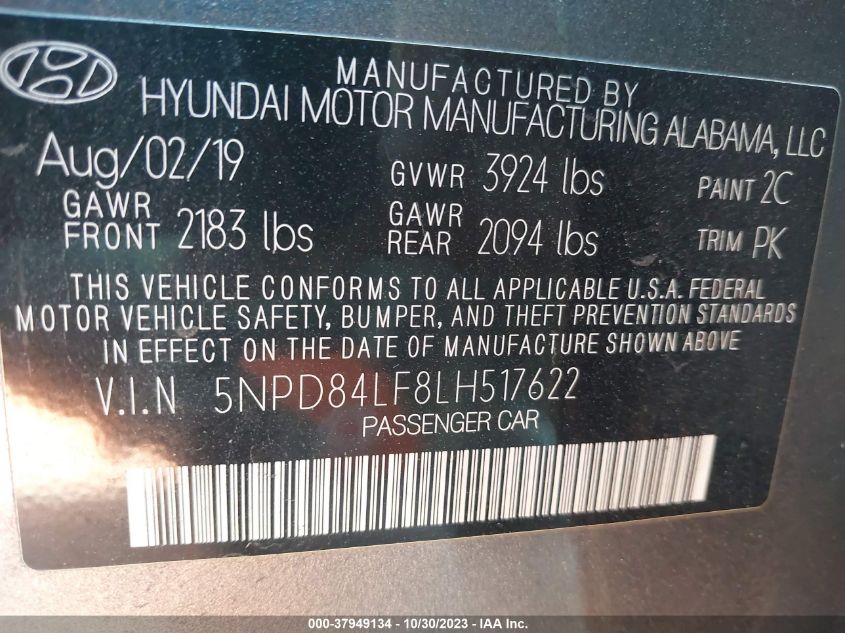 MANUFACTURED BY
HYUNDAI MOTOR MANUFACTURING ALABAMA, LLC
Aug/02/19 GVWR 3924 lbs PAINT 2C
GAWR FRONT 2183 lbs GAWR REAR 2094 lbs TRIM PK
THIS VEHICLE CONFORMS TO ALL APPLICABLE U.S.A. FEDERAL
MOTOR VEHICLE SAFETY, BUMPER, AND THEFT PREVENTION STANDARDS
IN EFFECT ON THE DATE OF MANUFACTURE SHOWN ABOVE
V.I.N 5NPD84LF8LH517622
PASSENGER CAR
000-37949134 - 10/30/2023 - IAA Inc.